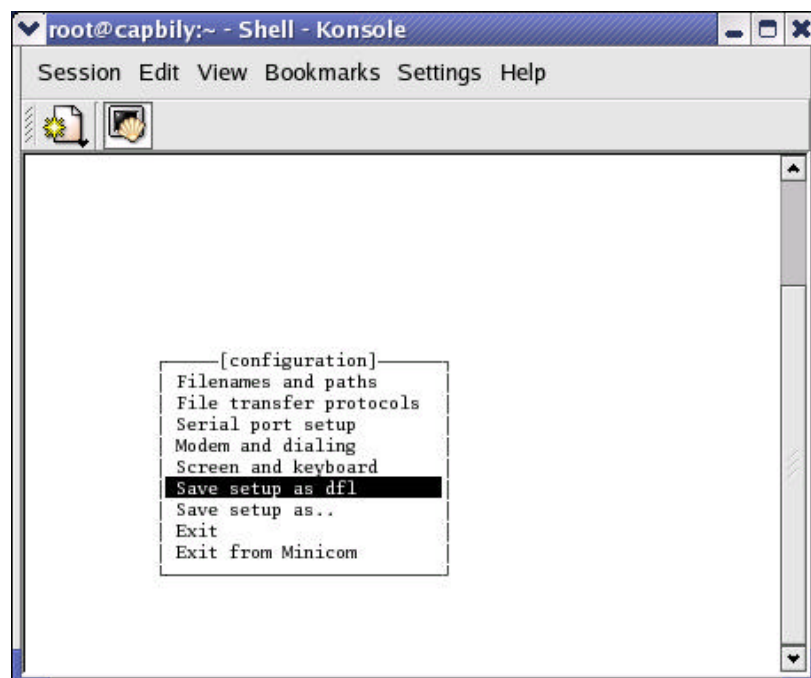 root@capbily:~ - Shell - Konsole
Session Edit View Bookmarks Settings Help
[configuration]
Filenames and paths
File transfer protocols
Serial port setup
Modem and dialing
Screen and keyboard
Save setup as dfl
Save setup as..
Exit
Exit from Minicom